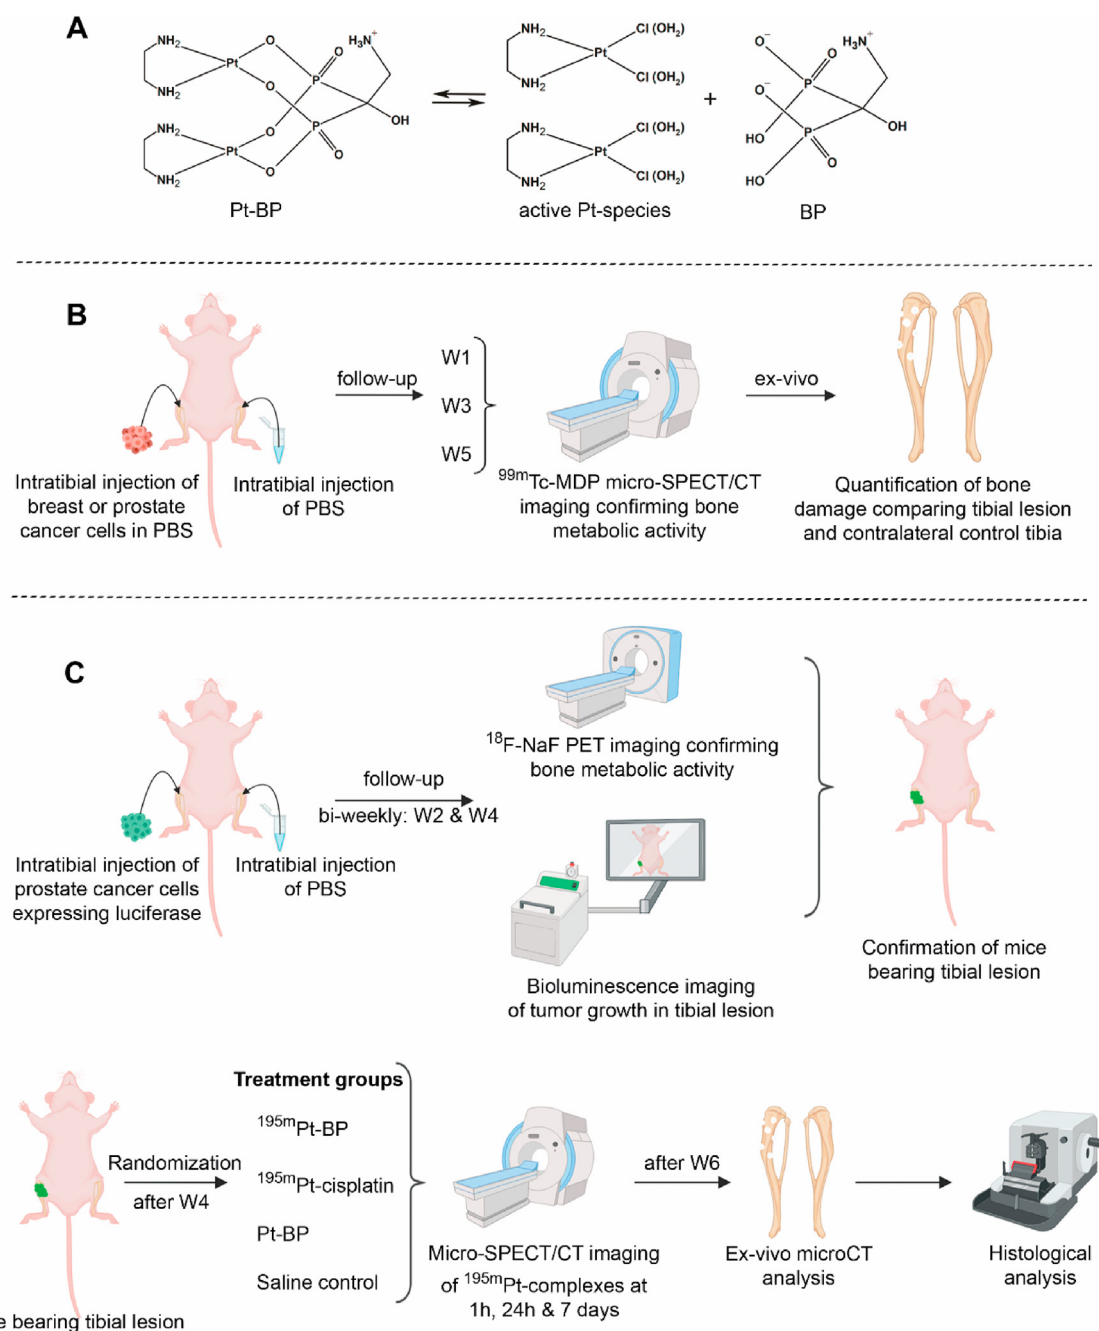 A
NH2
NH2
Pt
O
O
P
O
H3N+
OH
NH2
NH2
Pt
O
O
P
O
Pt-BP
NH2
NH2
Pt
Cl (OH2)
Cl (OH2)
NH2
NH2
Pt
Cl (OH2)
Cl (OH2)
active Pt-species
+
O−
O−
P
O
H3N+
OH
HO
P
O
HO
BP
B
Intratibial injection of
breast or prostate
cancer cells in PBS
Intratibial injection
of PBS
follow-up
W1
W3
W5
99mTc-MDP micro-SPECT/CT
imaging confirming bone
metabolic activity
ex-vivo
Quantification of bone
damage comparing tibial lesion
and contralateral control tibia
C
Intratibial injection of
prostate cancer cells
expressing luciferase
Intratibial injection
of PBS
follow-up
bi-weekly: W2 & W4
18F-NaF PET imaging confirming
bone metabolic activity
Bioluminescence imaging
of tumor growth in tibial lesion
Confirmation of mice
bearing tibial lesion
e bearing tibial lesion
Randomization
after W4
Treatment groups
195mPt-BP
195mPt-cisplatin
Pt-BP
Saline control
Micro-SPECT/CT imaging
of 195mPt-complexes at
1h, 24h & 7 days
after W6
Ex-vivo microCT
analysis
Histological
analysis